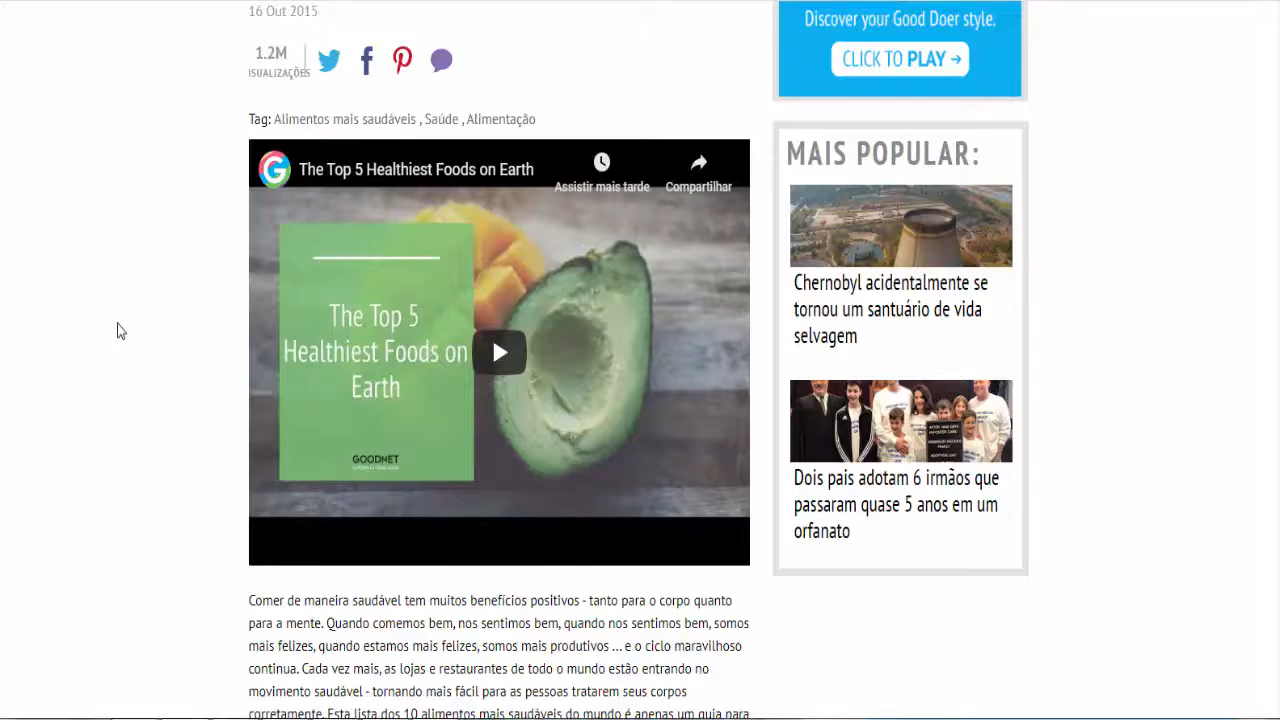 16 Out 2015
1.2M
ISUALIZAÇÕES
Tag: Alimentos mais saudáveis , Saúde , Alimentação
The Top 5 Healthiest Foods on Earth
Assistir mais tarde
Compartilhar
The Top 5
Healthiest Foods on
Earth
GOODNET
Comer de maneira saudável tem muitos benefícios positivos - tanto para o corpo quanto
para a mente. Quando comemos bem, nos sentimos bem, quando nos sentimos bem, somos
mais felizes, quando estamos mais felizes, somos mais produtivos ... e o ciclo maravilhoso
continua. Cada vez mais, as lojas e restaurantes de todo o mundo estão entrando no
movimento saudável - tornando mais fácil para as pessoas tratarem seus corpos
corretamente. Esta lista dos 10 alimentos mais saudáveis do mundo é apenas um guia para
Discover your Good Doer style.
CLICK TO PLAY →
MAIS POPULAR:
Chernobyl acidentalmente se
tornou um santuário de vida
selvagem
Dois pais adotam 6 irmãos que
passaram quase 5 anos em um
orfanato